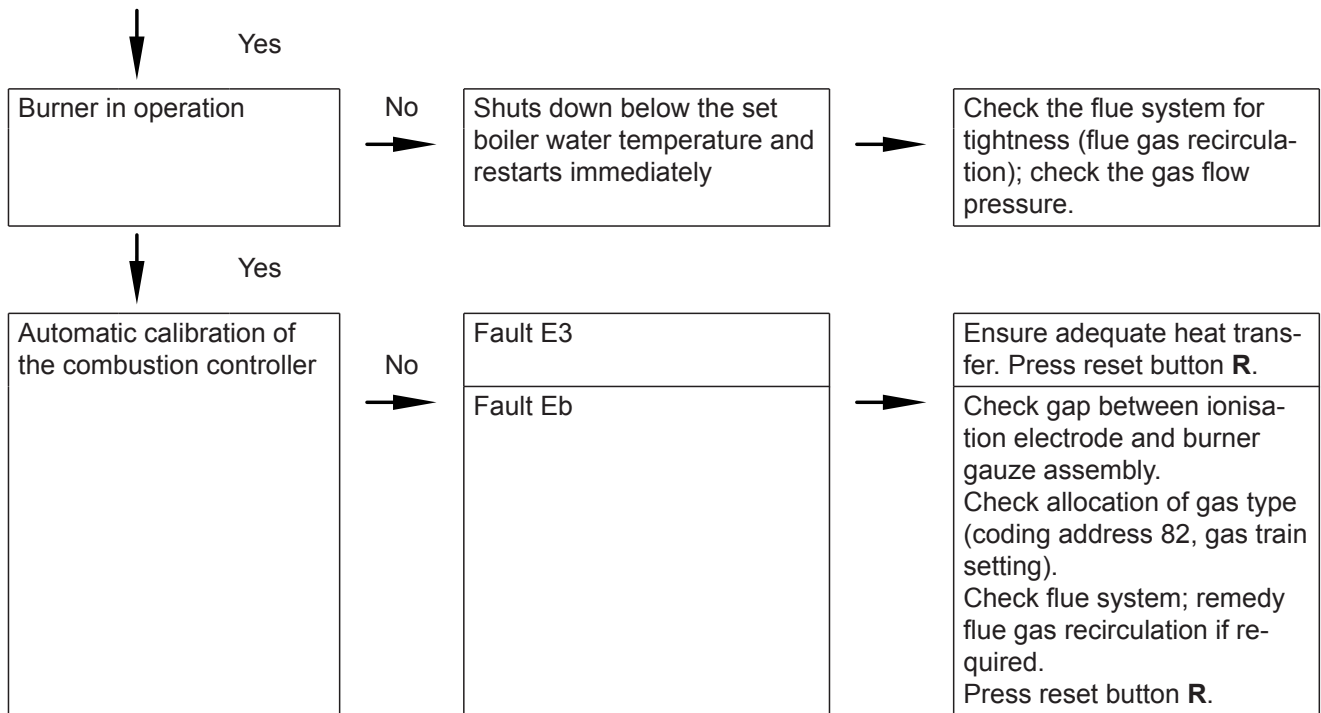 Yes
Burner in operation
No
Shuts down below the set
boiler water temperature and
restarts immediately
Check the flue system for
tightness (flue gas recircula-
tion); check the gas flow
pressure.
Yes
Automatic calibration of
the combustion controller
No
Fault E3
Ensure adequate heat trans-
fer. Press reset button R.
Fault Eb
Check gap between ionisa-
tion electrode and burner
gauze assembly.
Check allocation of gas type
(coding address 82, gas train
setting).
Check flue system; remedy
flue gas recirculation if re-
quired.
Press reset button R.